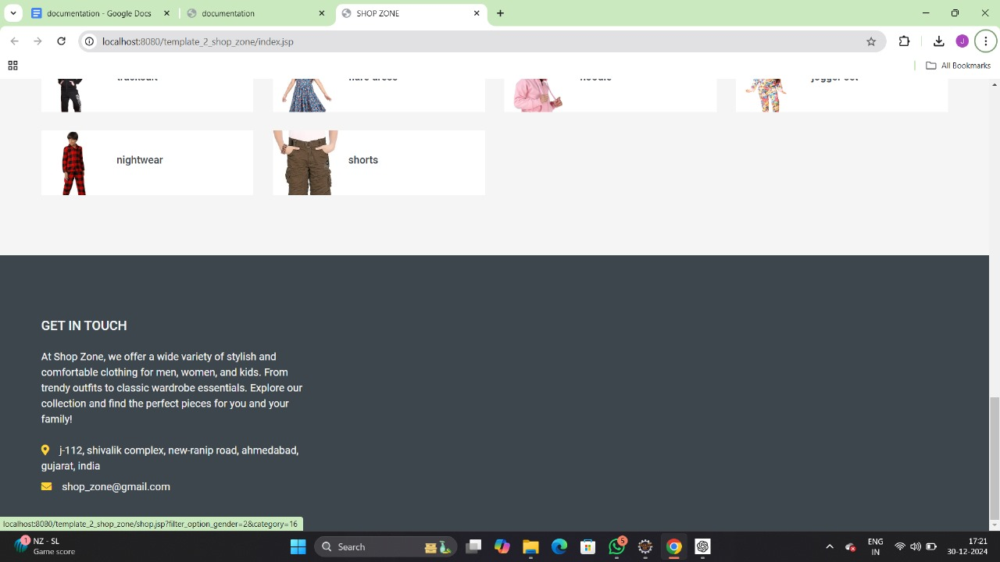 documentation - Google Docs
documentation
SHOP ZONE
localhost:8080/template_2_shop_zone/index.jsp
J
All Bookmarks
tracksuit
flare dress
hoodie
jogger set
nightwear
shorts
GET IN TOUCH
At Shop Zone, we offer a wide variety of stylish and
comfortable clothing for men, women, and kids. From
trendy outfits to classic wardrobe essentials. Explore our
collection and find the perfect pieces for you and your
family!
j-112, shivalik complex, new-ranip road, ahmedabad,
gujarat, india
shop_zone@gmail.com
localhost:8080/template_2_shop_zone/shop.jsp?filter_option_gender=2&category=16
1
NZ - SL
Game score
Search
5
ENG
IN
17:21
30-12-2024